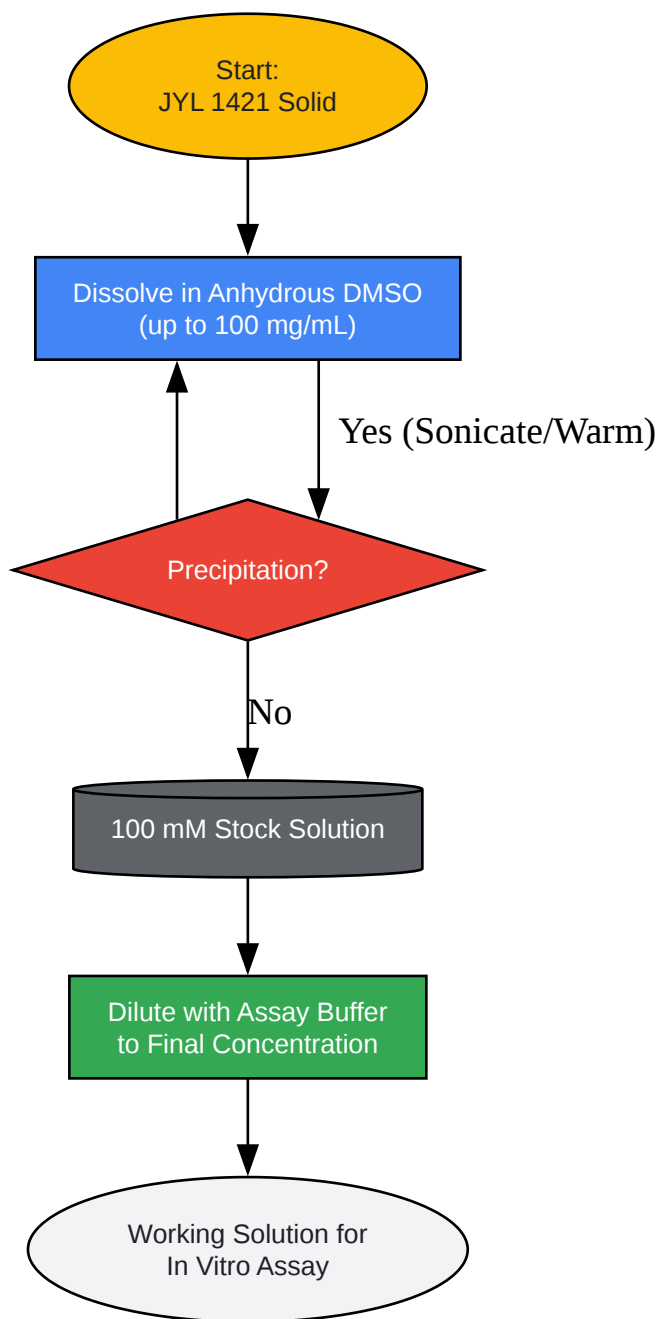 Start:
JYL 1421 Solid
Dissolve in Anhydrous DMSO
(up to 100 mg/mL)
Yes (Sonicate/Warm)
Precipitation?
No
100 mM Stock Solution
Dilute with Assay Buffer
to Final Concentration
Working Solution for
In Vitro Assay